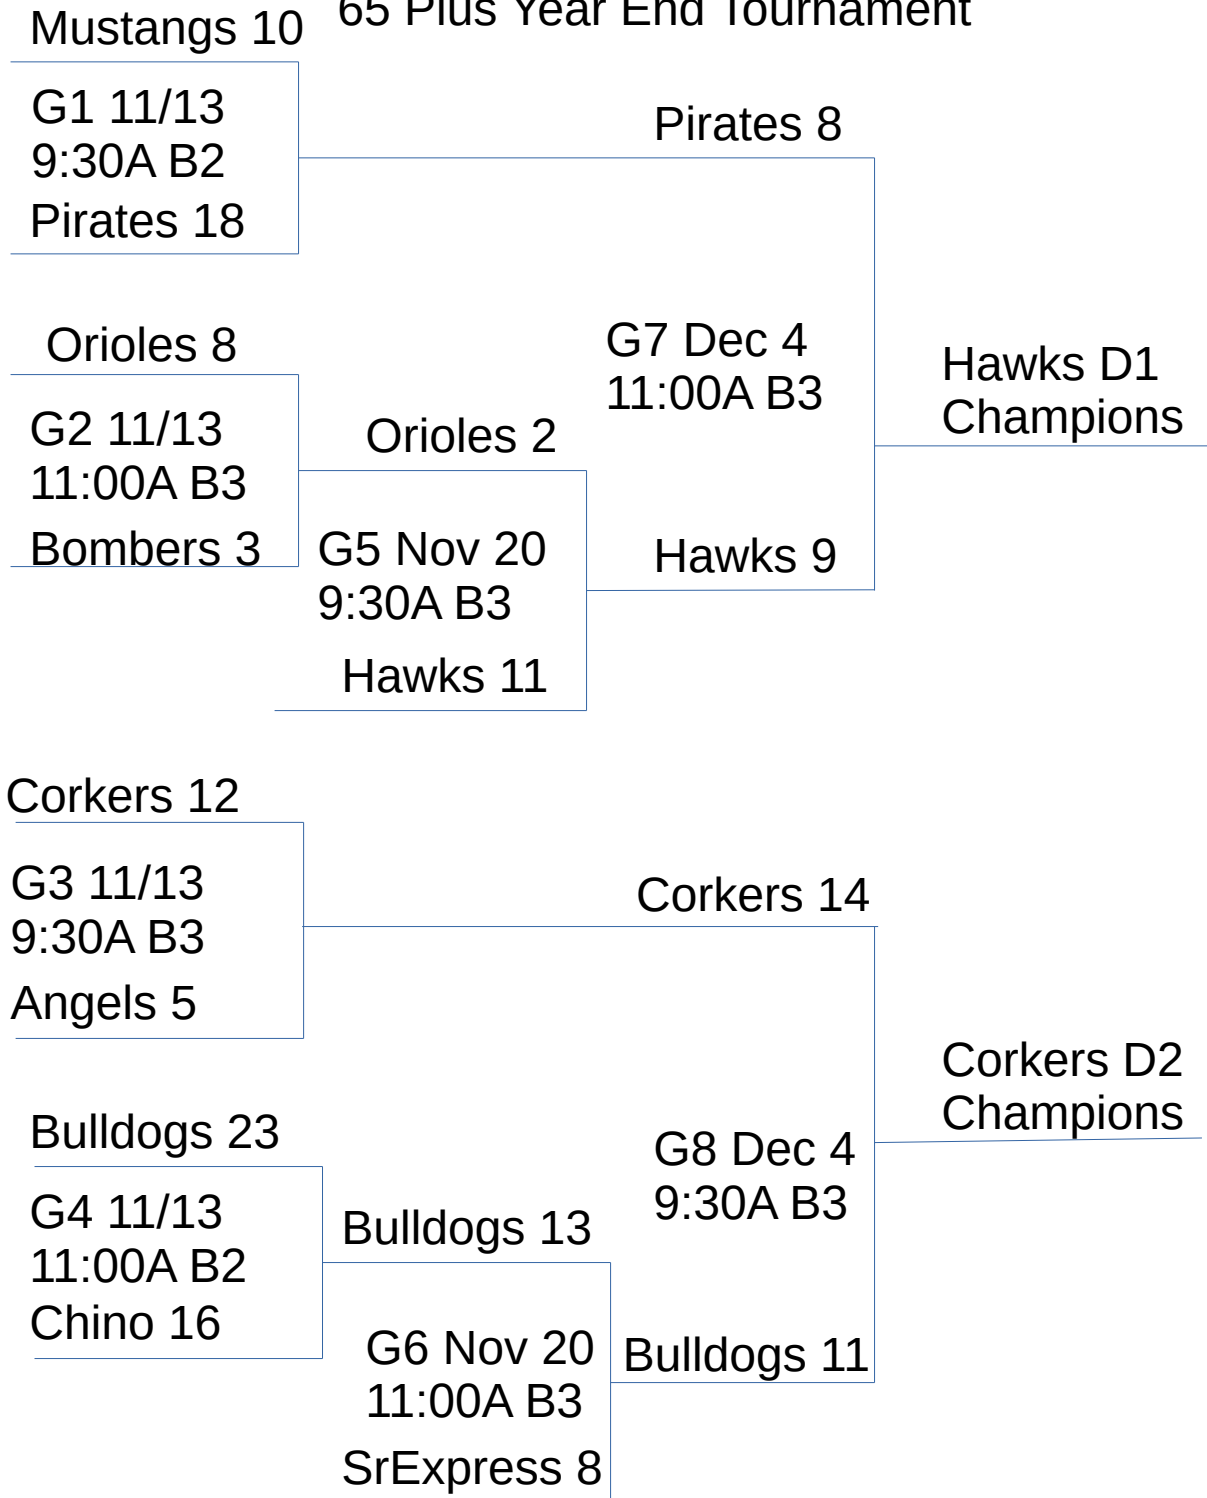 65 Plus Year End Tournament
Mustangs 10
G1 11/13
9:30A B2
Pirates 18
Pirates 8
Orioles 8
G2 11/13
11:00A B3
Bombers 3
Orioles 2
G5 Nov 20
9:30A B3
Hawks 11
G7 Dec 4
11:00A B3
Hawks 9
Hawks D1
Champions
Corkers 12
G3 11/13
9:30A B3
Angels 5
Corkers 14
Bulldogs 23
G4 11/13
11:00A B2
Chino 16
Bulldogs 13
G6 Nov 20
11:00A B3
SrExpress 8
G8 Dec 4
9:30A B3
Bulldogs 11
Corkers D2
Champions